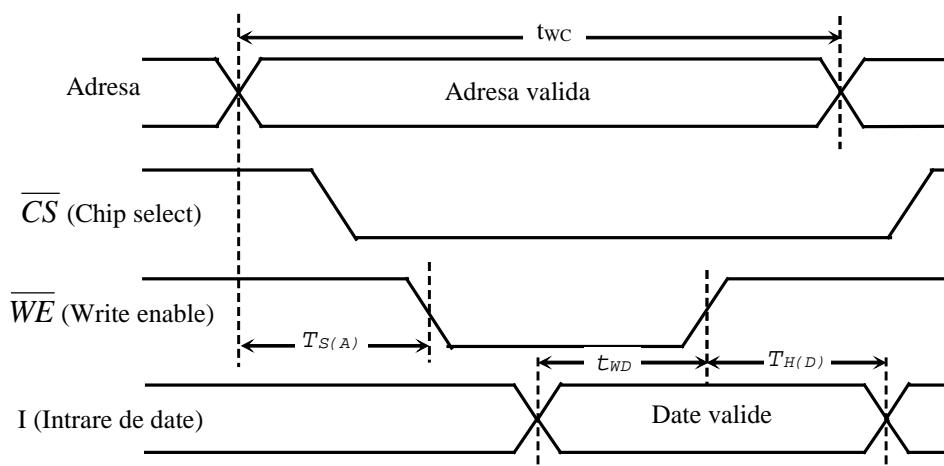 tWC
Adresa
Adresa valida
CS (Chip select)
WE (Write enable)
TS(A)
tWD
TH(D)
I (Intrare de date)
Date valide